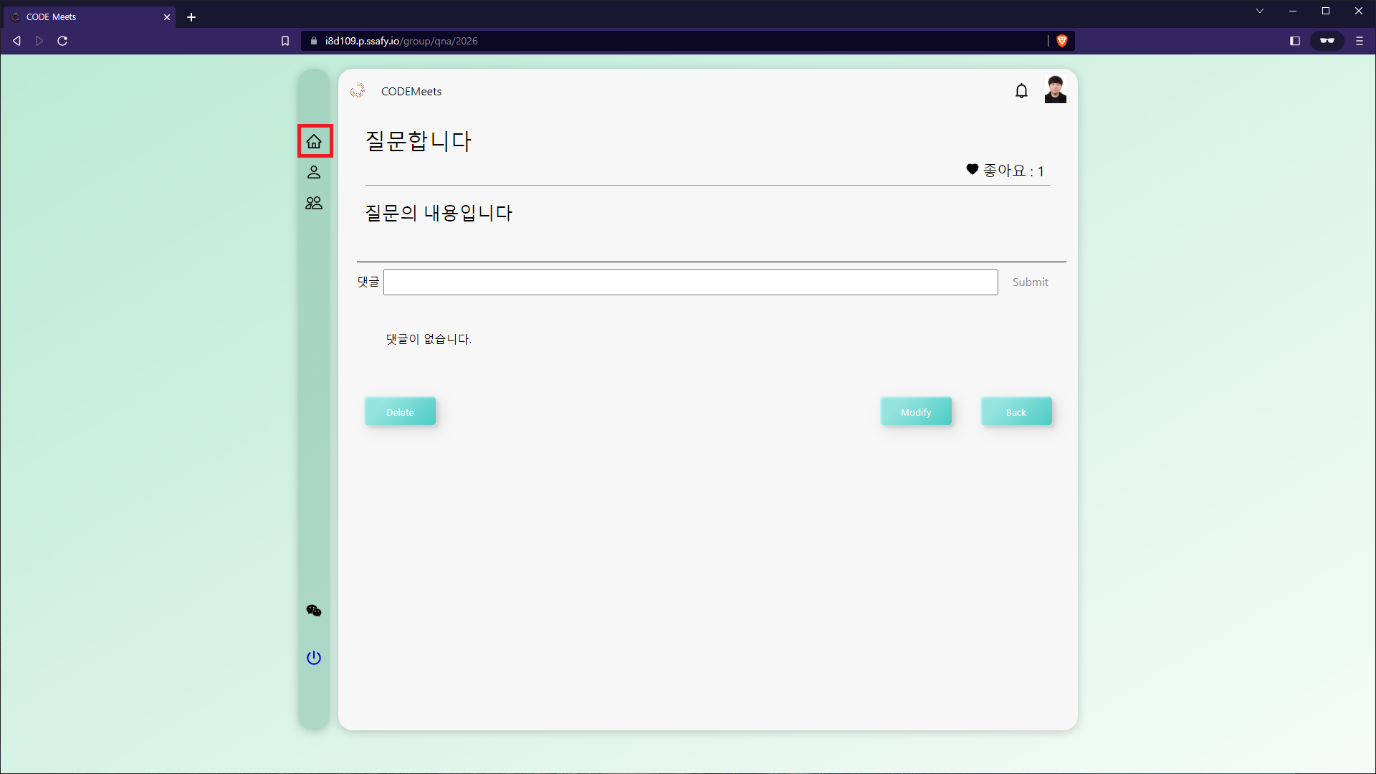 CODE Meets
i8d109.p.ssafy.io/group/qna/2026
CODEMeets
질문합니다
좋아요 : 1
질문의 내용입니다
댓글
Submit
댓글이 없습니다.
Delete
Modify
Back